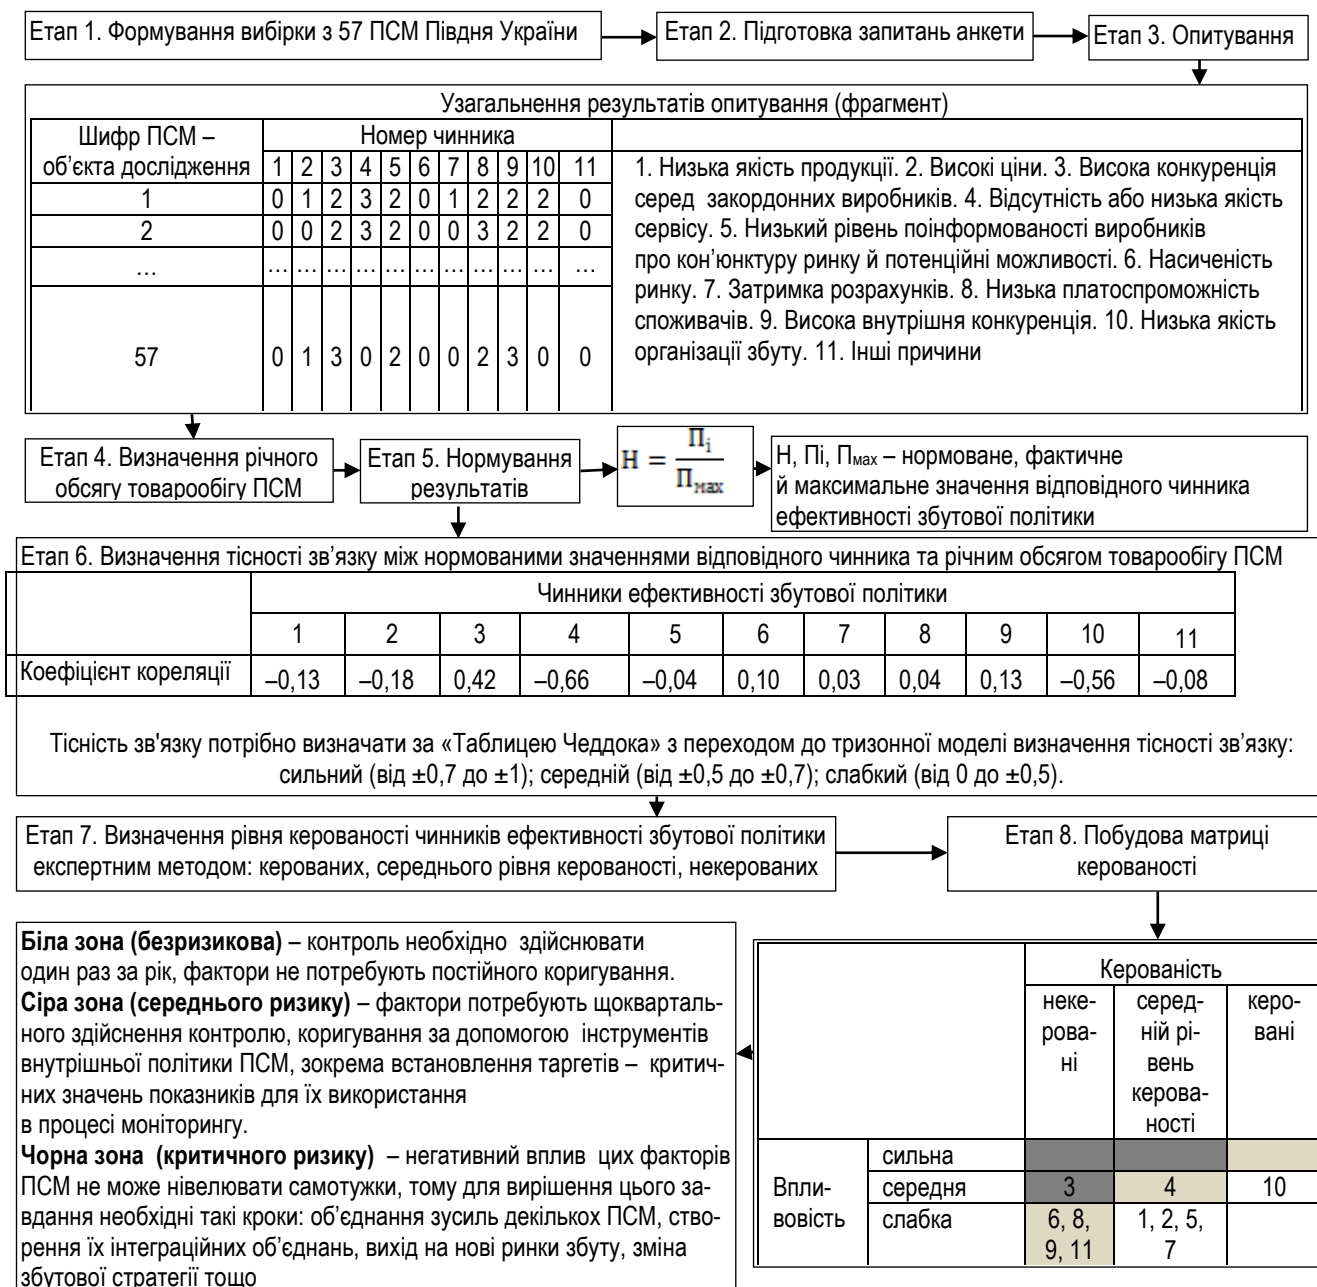 Етап 1. Формування вибірки з 57 ПСМ Півдня України
Етап 2. Підготовка запитань анкети
Етап 3. Опитування
Узагальнення результатів опитування (фрагмент)
Шифр ПСМ –
об’єкта дослідження
Номер чинника
1 2 3 4 5 6 7 8 9 10 11
1 0 1 2 3 2 0 1 2 2 2 0
2 0 0 2 3 2 0 0 3 2 2 0
… … … … … … … … … … … …
57 0 1 3 0 2 0 0 2 3 0 0
1. Низька якість продукції. 2. Високі ціни. 3. Висока конкуренція
серед закордонних виробників. 4. Відсутність або низька якість
сервісу. 5. Низький рівень поінформованості виробників
про кон’юнктуру ринку й потенційні можливості. 6. Насиченість
ринку. 7. Затримка розрахунків. 8. Низька платоспроможність
споживачів. 9. Висока внутрішня конкуренція. 10. Низька якість
організації збуту. 11. Інші причини
Етап 4. Визначення річного
обсягу товарообігу ПСМ
Етап 5. Нормування
результатів
Н = Пi / Пмах
Н, Пі, Пмах – нормоване, фактичне
й максимальне значення відповідного чинника
ефективності збутової політики
Етап 6. Визначення тісності зв’язку між нормованими значеннями відповідного чинника та річним обсягом товарообігу ПСМ
Чинники ефективності збутової політики
1 2 3 4 5 6 7 8 9 10 11
Коефіцієнт кореляції –0,13 –0,18 0,42 –0,66 –0,04 0,10 0,03 0,04 0,13 –0,56 –0,08
Тісність зв'язку потрібно визначати за «Таблицею Чеддока» з переходом до тризонної моделі визначення тісності зв’язку:
сильний (від ±0,7 до ±1); середній (від ±0,5 до ±0,7); слабкий (від 0 до ±0,5).
Етап 7. Визначення рівня керованості чинників ефективності збутової політики
експертним методом: керованих, середнього рівня керованості, некерованих
Етап 8. Побудова матриці
керованості
Біла зона (безризикова) – контроль необхідно здійснювати
один раз за рік, фактори не потребують постійного коригування.
Сіра зона (середнього ризику) – фактори потребують щокварталь-
ного здійснення контролю, коригування за допомогою інструментів
внутрішньої політики ПСМ, зокрема встановлення таргетів – критич-
них значень показників для їх використання
в процесі моніторингу.
Чорна зона (критичного ризику) – негативний вплив цих факторів
ПСМ не може нівелювати самотужки, тому для вирішення цього за-
вдання необхідні такі кроки: об’єднання зусиль декількох ПСМ, ство-
рення їх інтеграційних об’єднань, вихід на нові ринки збуту, зміна
збутової стратегії тощо
Керованість
неке-
рова-
ні
серед-
ній рі-
вень
керова-
ності
керо-
вані
Впли-
вовість
сильна
середня 3 4 10
слабка
6, 8,
9, 11
1, 2, 5,
7